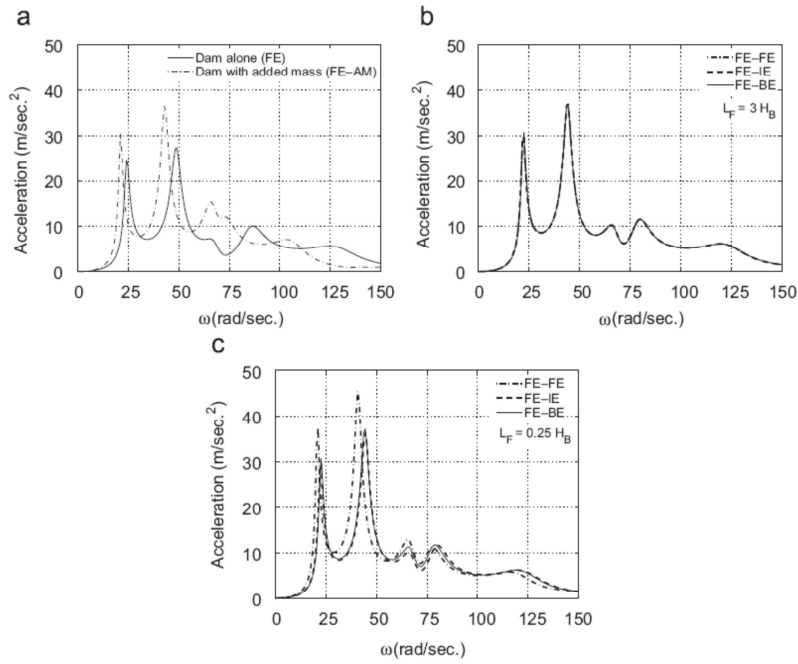 a
Acceleration (m/sec.²)
50
40
30
20
10
0
Dam alone (FE)
Dam with added mass (FE–AM)
0 25 50 75 100 125 150
ω(rad/sec.)
b
Acceleration (m/sec.²)
50
40
30
20
10
0
FE–FE
FE–IE
FE–BE
L_F = 3 H_B
0 25 50 75 100 125 150
ω(rad/sec.)
c
Acceleration (m/sec.²)
50
40
30
20
10
0
FE–FE
FE–IE
FE–BE
L_F = 0.25 H_B
0 25 50 75 100 125 150
ω(rad/sec.)